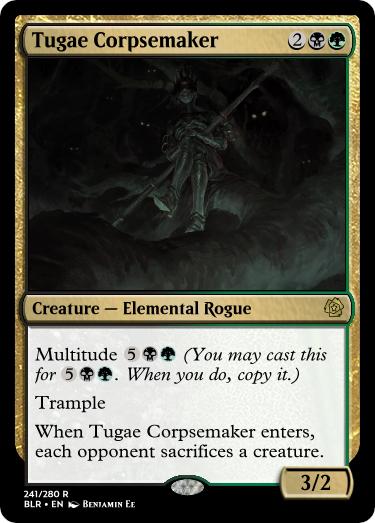 Tugae Corpsemaker 2
Creature — Elemental Rogue
Multitude 5 (You may cast this
for 5 . When you do, copy it.)
Trample
When Tugae Corpsemaker enters,
each opponent sacrifices a creature.
3/2
241/280 R
BLR • EN Benjamin Ee